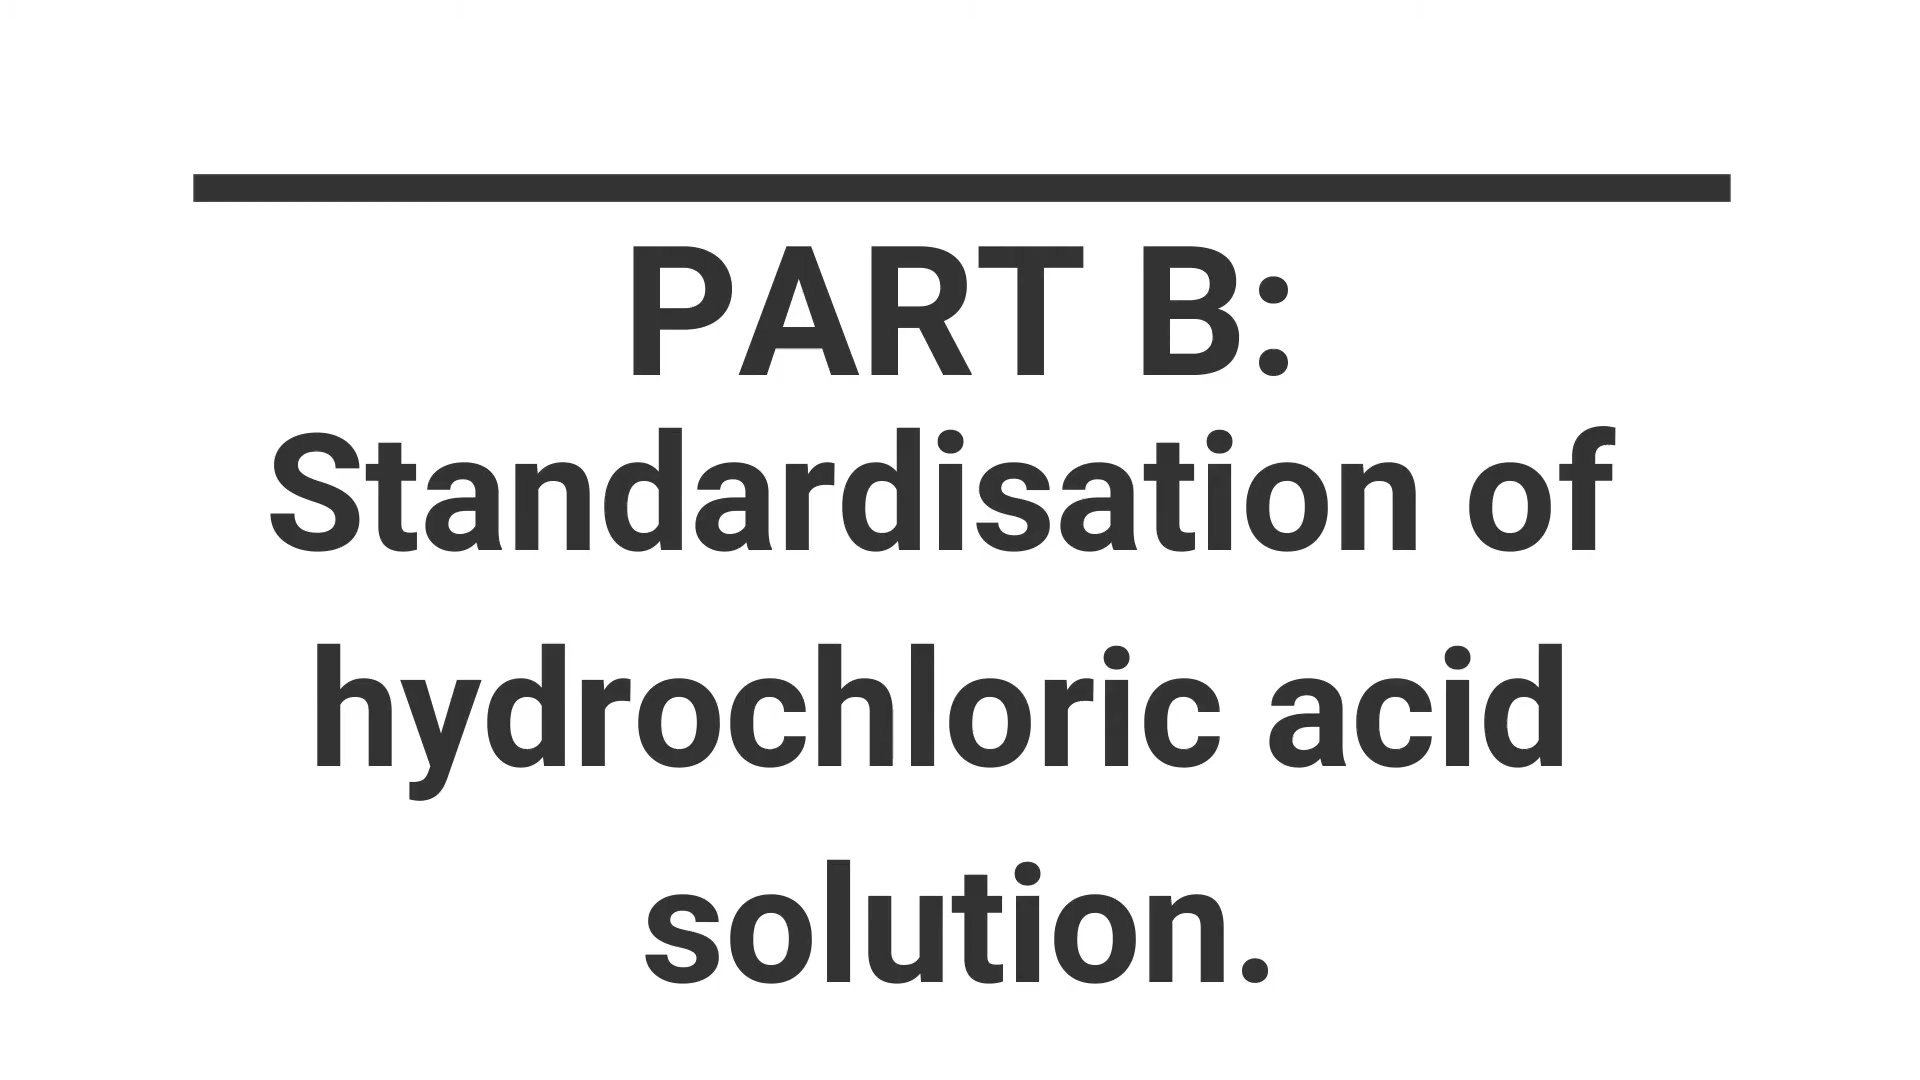 PART B:
Standardisation of
hydrochloric acid
solution.